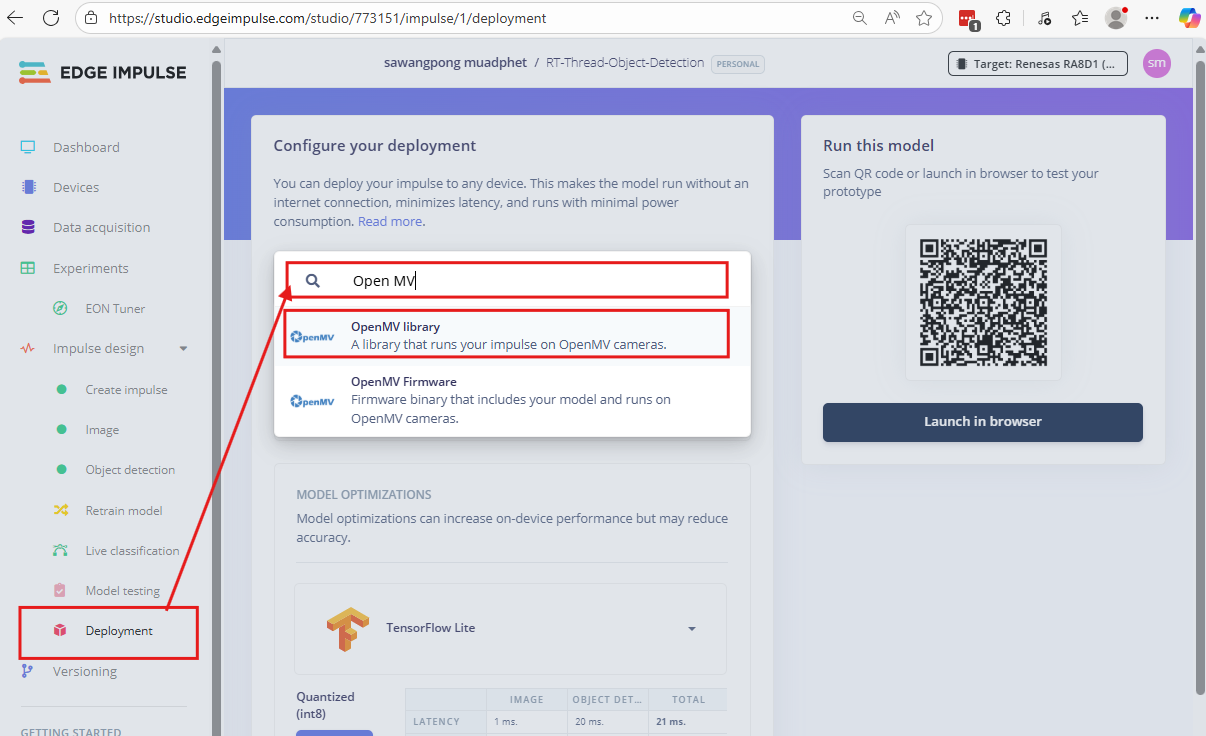 https://studio.edgeimpulse.com/studio/773151/impulse/1/deployment
1
EDGE IMPULSE
sawangpong muadphet / RT-Thread-Object-Detection PERSONAL
Target: Renesas RA8D1 (...
sm
Dashboard
Devices
Data acquisition
Experiments
EON Tuner
Impulse design
Create impulse
Image
Object detection
Retrain model
Live classification
Model testing
Deployment
Versioning
GETTING STARTED
Configure your deployment
You can deploy your impulse to any device. This makes the model run without an
internet connection, minimizes latency, and runs with minimal power
consumption. Read more.
Open MV
OpenMV
OpenMV library
A library that runs your impulse on OpenMV cameras.
OpenMV
OpenMV Firmware
Firmware binary that includes your model and runs on
OpenMV cameras.
MODEL OPTIMIZATIONS
Model optimizations can increase on-device performance but may reduce
accuracy.
TensorFlow Lite
Quantized
(int8)
IMAGE OBJECT DET... TOTAL
LATENCY 1 ms. 20 ms. 21 ms.
Run this model
Scan QR code or launch in browser to test your
prototype
Launch in browser